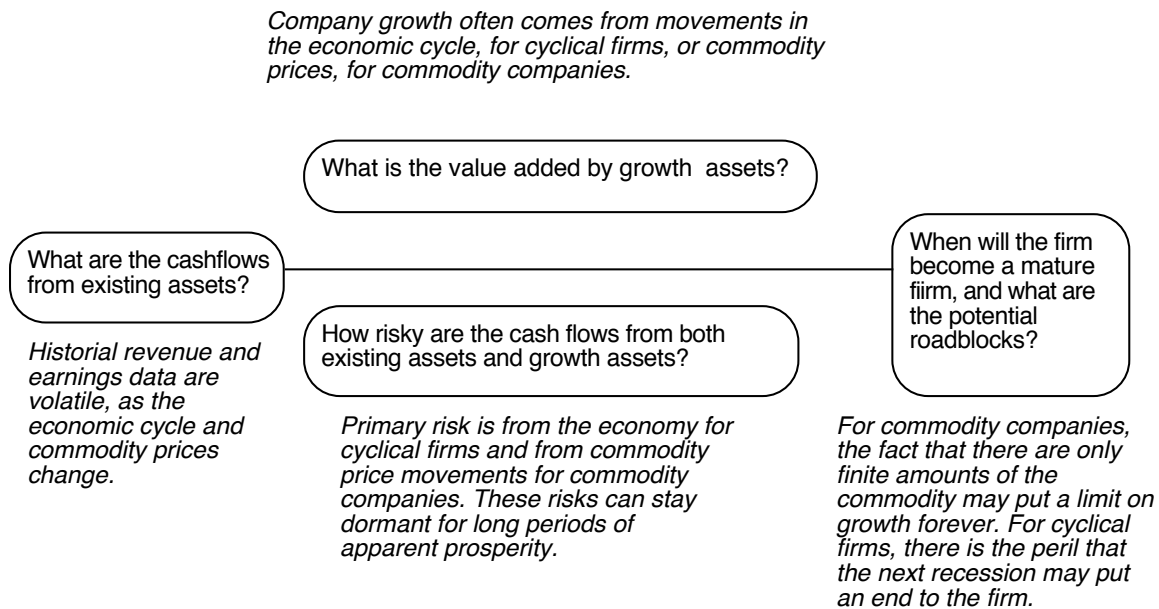 Company growth often comes from movements in
the economic cycle, for cyclical firms, or commodity
prices, for commodity companies.
What is the value added by growth assets?
What are the cashflows
from existing assets?
Historial revenue and
earnings data are
volatile, as the
economic cycle and
commodity prices
change.
How risky are the cash flows from both
existing assets and growth assets?
Primary risk is from the economy for
cyclical firms and from commodity
price movements for commodity
companies. These risks can stay
dormant for long periods of
apparent prosperity.
When will the firm
become a mature
fiirm, and what are
the potential
roadblocks?
For commodity companies,
the fact that there are only
finite amounts of the
commodity may put a limit on
growth forever. For cyclical
firms, there is the peril that
the next recession may put
an end to the firm.